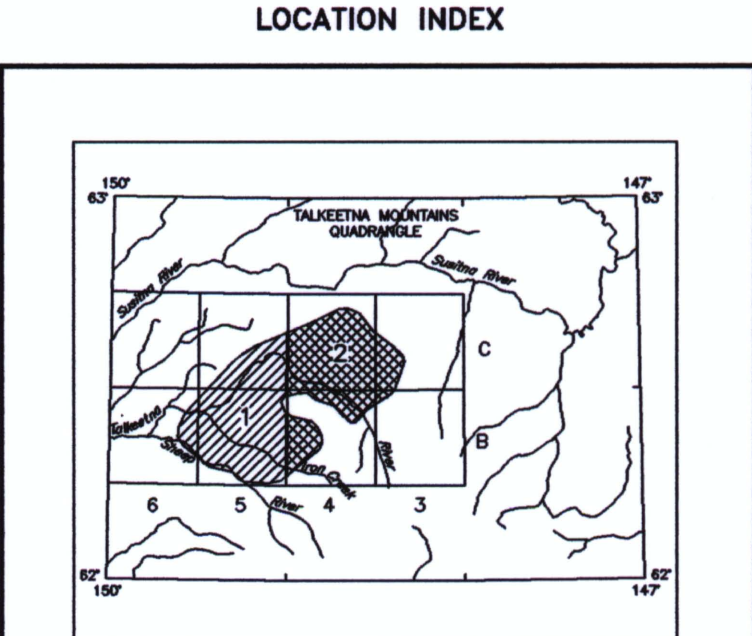 LOCATION INDEX
150°
147°
63°
63°
TALKEETNA MOUNTAINS
QUADRANGLE
Susitna River
Susitna River
2
C
1
Talkeetna
Sheep
B
River
Iron Creek
River
6
5
4
3
62°
62°
150°
147°